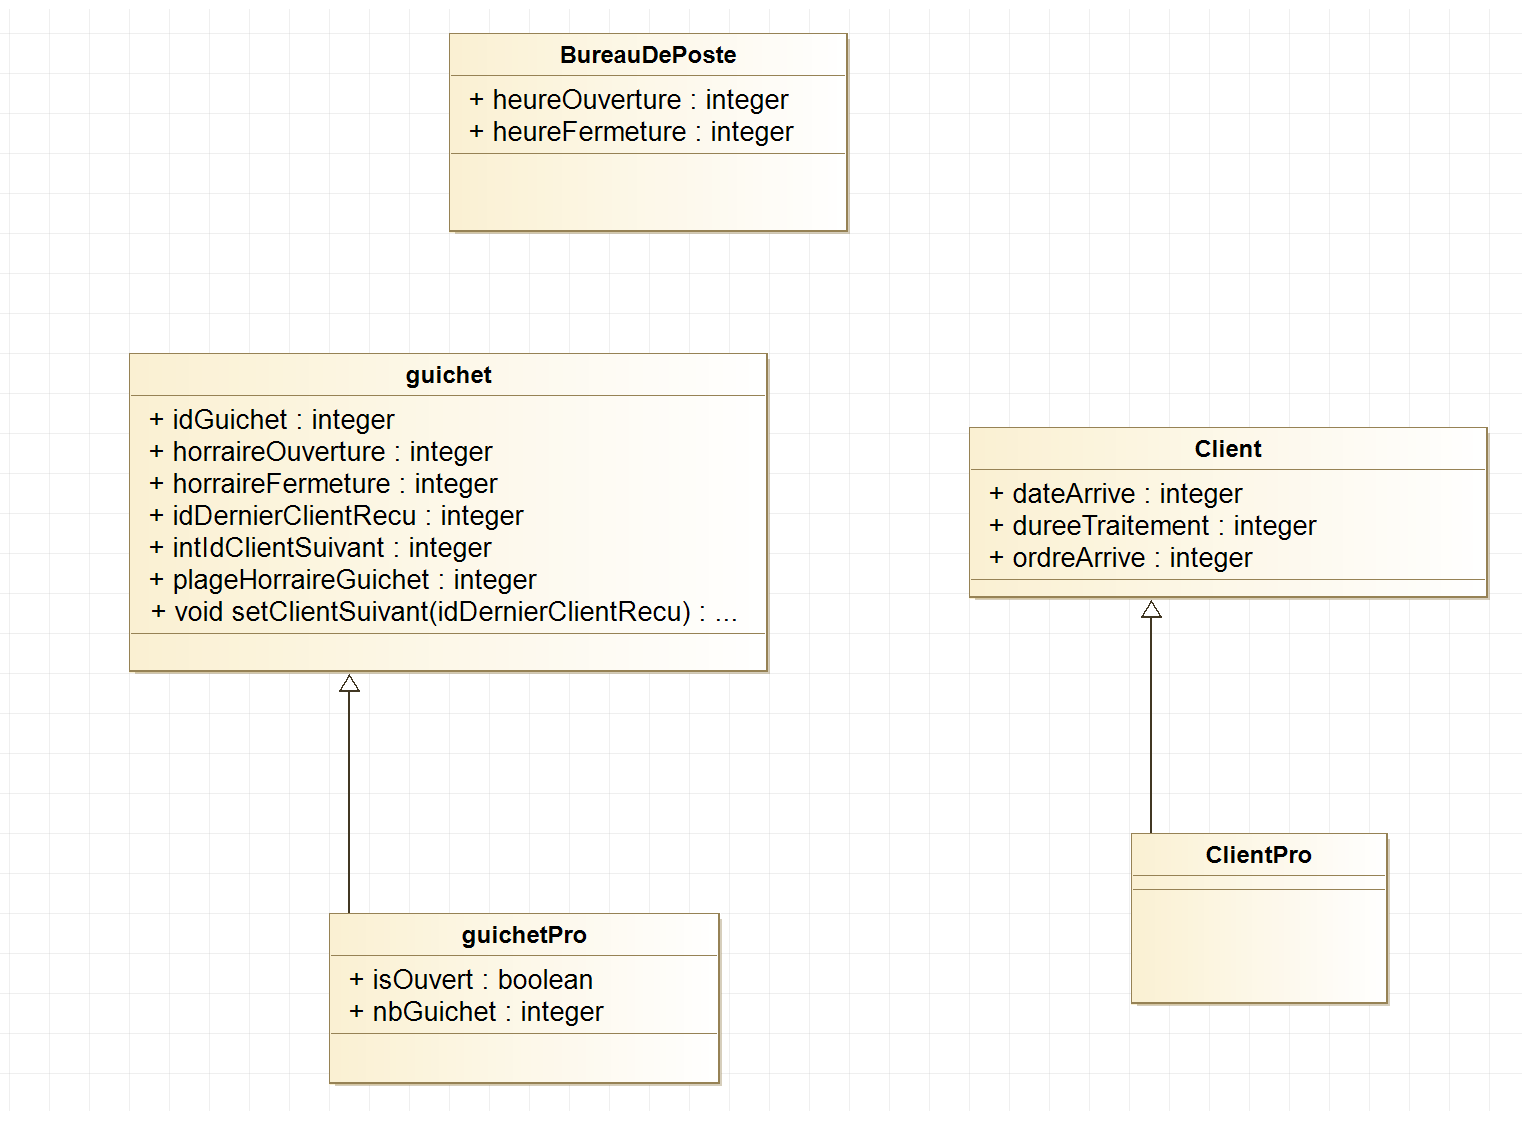 BureauDePoste
+ heureOuverture : integer
+ heureFermeture : integer
guichet
+ idGuichet : integer
+ horraireOuverture : integer
+ horraireFermeture : integer
+ idDernierClientRecu : integer
+ intIdClientSuivant : integer
+ plageHorraireGuichet : integer
+ void setClientSuivant(idDernierClientRecu) : ...
Client
+ dateArrive : integer
+ dureeTraitement : integer
+ ordreArrive : integer
guichetPro
+ isOuvert : boolean
+ nbGuichet : integer
ClientPro